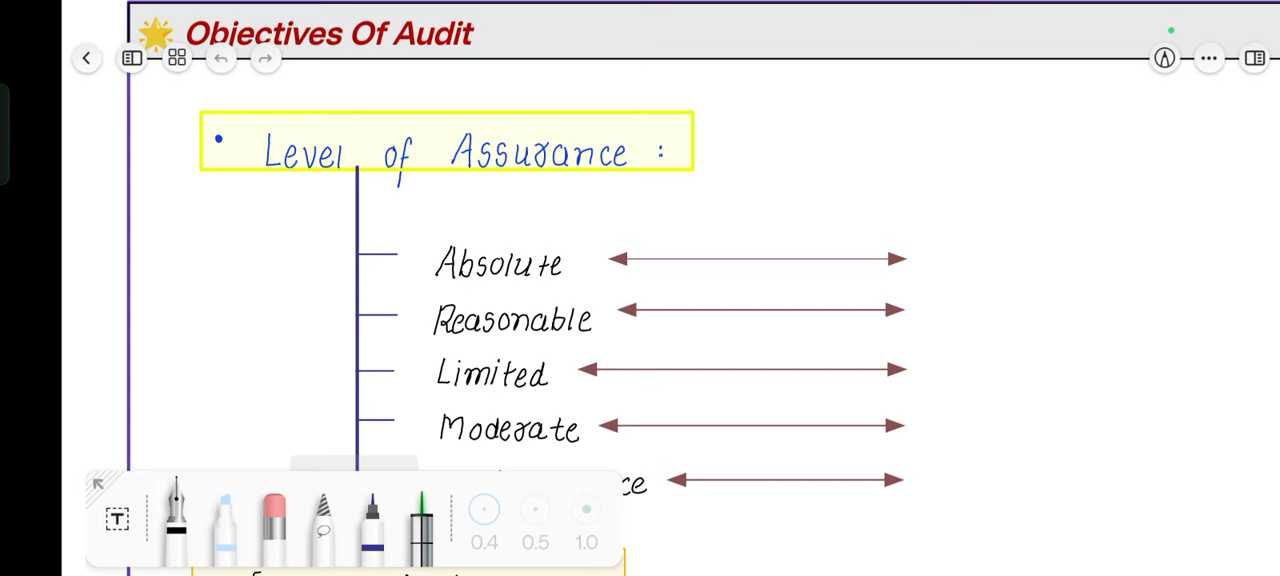 Objectives Of Audit
• Level of Assurance :
Absolute
Reasonable
Limited
Moderate
ce
T
0.4 0.5 1.0